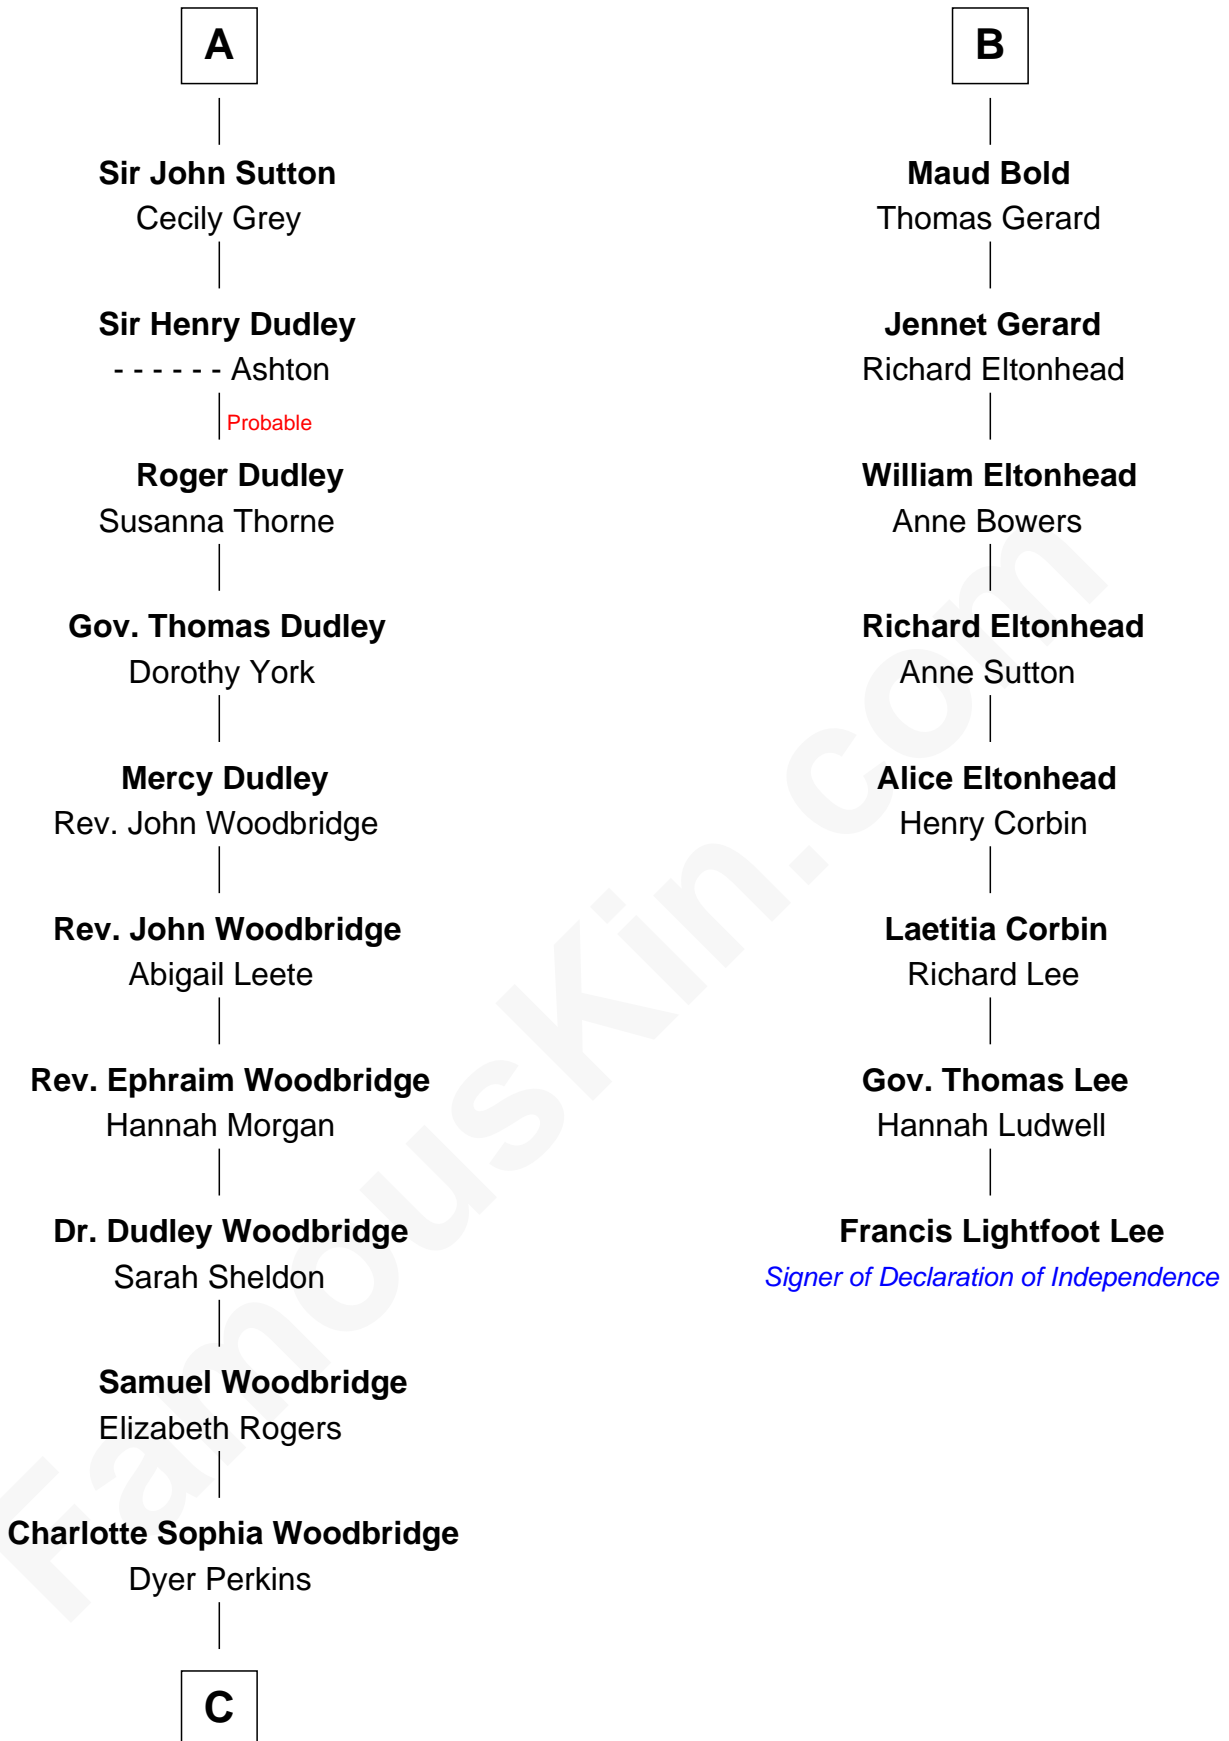 A
Sir John Sutton
Cecily Grey
Sir Henry Dudley
- - - - - - Ashton
Probable
Roger Dudley
Susanna Thorne
Gov. Thomas Dudley
Dorothy York
Mercy Dudley
Rev. John Woodbridge
Rev. John Woodbridge
Abigail Leete
Rev. Ephraim Woodbridge
Hannah Morgan
Dr. Dudley Woodbridge
Sarah Sheldon
Samuel Woodbridge
Elizabeth Rogers
Charlotte Sophia Woodbridge
Dyer Perkins
C
B
Maud Bold
Thomas Gerard
Jennet Gerard
Richard Eltonhead
William Eltonhead
Anne Bowers
Richard Eltonhead
Anne Sutton
Alice Eltonhead
Henry Corbin
Laetitia Corbin
Richard Lee
Gov. Thomas Lee
Hannah Ludwell
Francis Lightfoot Lee
Signer of Declaration of Independence
FamousKin.com